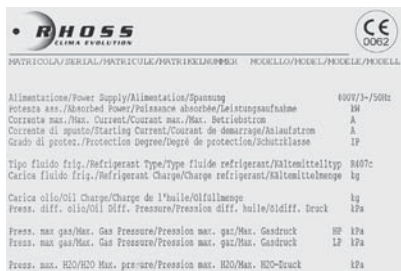 RHOSS
CLIMA EVOLUTION
CE
0062
MATRICOLA/SERIAL/MATRICULE/MATRIKELNUMMER MODELLO/MODEL/MODELE/MODELL
Alimentazione/Power Supply/Alimentation/Spannung 400V/3~/50Hz
Potenza ass./Absorbed Power/Puissance absorbée/Leistungsaufnahme kW
Corrente max./Max. Current/Courant max./Max. Betriebstrom A
Corrente di spunto/Starting Current/Courant de demarrage/Anlaufstrom A
Grado di protez./Protection Degree/Degré de protection/Schutzklasse IP
Tipo fluido frig./Refrigerant Type/Type fluide refrigerant/Kältemitteltyp R407c
Carica fluido frig./Refrigerant Charge/Charge refrigerant/Kältemittelmenge kg
Carica olio/Oil Charge/Charge de l'huile/Ölfüllmenge kg
Press. diff. olio/Oil Diff. Pressure/Pression diff. huile/Öldiff. Druck kPa
Press. max gas/Max. Gas Pressure/Pression max. gaz/Max. Gasdruck HP kPa
Press. max gas/Max. Gas Pressure/Pression max. gaz/Max. Gasdruck LP kPa
Press. max. H2O/H2O Max. pressure/Pression max. H2O/Max. H2O-Druck kPa